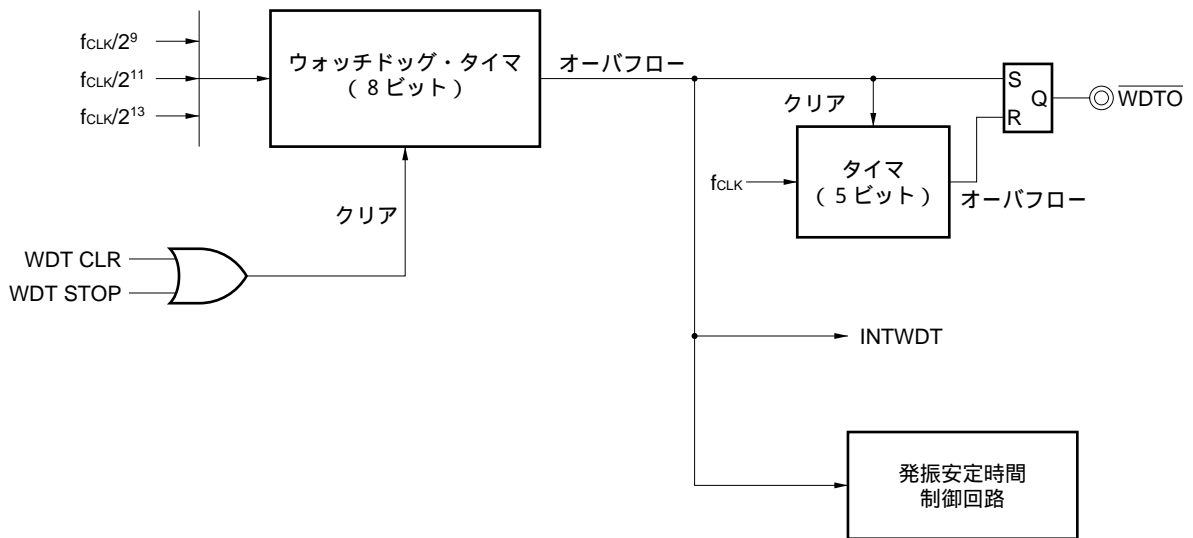 fCLK/2⁹
fCLK/2¹¹
fCLK/2¹³
ウォッチドッグ・タイマ
（8ビット）
オーバフロー
クリア
S
R
Q
WDTO
fCLK
タイマ
（5ビット）
オーバフロー
クリア
WDT CLR
WDT STOP
INTWDT
発振安定時間
制御回路